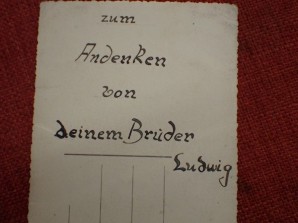 zum
Andenken
von
deinem Brüder
Ludwig